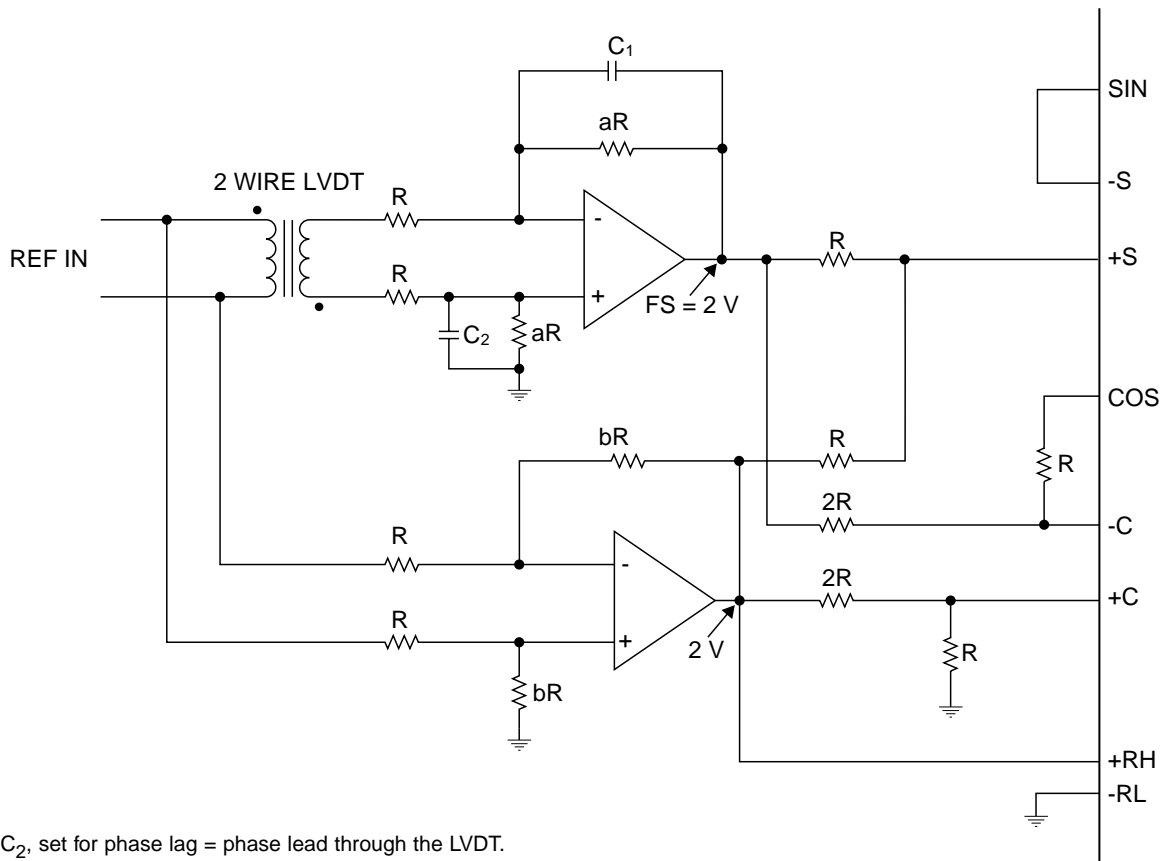 C₁
SIN
aR
2 WIRE LVDT
-S
R
-
R
REF IN
+S
R
+
FS = 2 V
C₂
aR
COS
bR
R
R
2R
-C
R
-
2R
+C
R
+
2 V
R
bR
+RH
-RL
C₂, set for phase lag = phase lead through the LVDT.